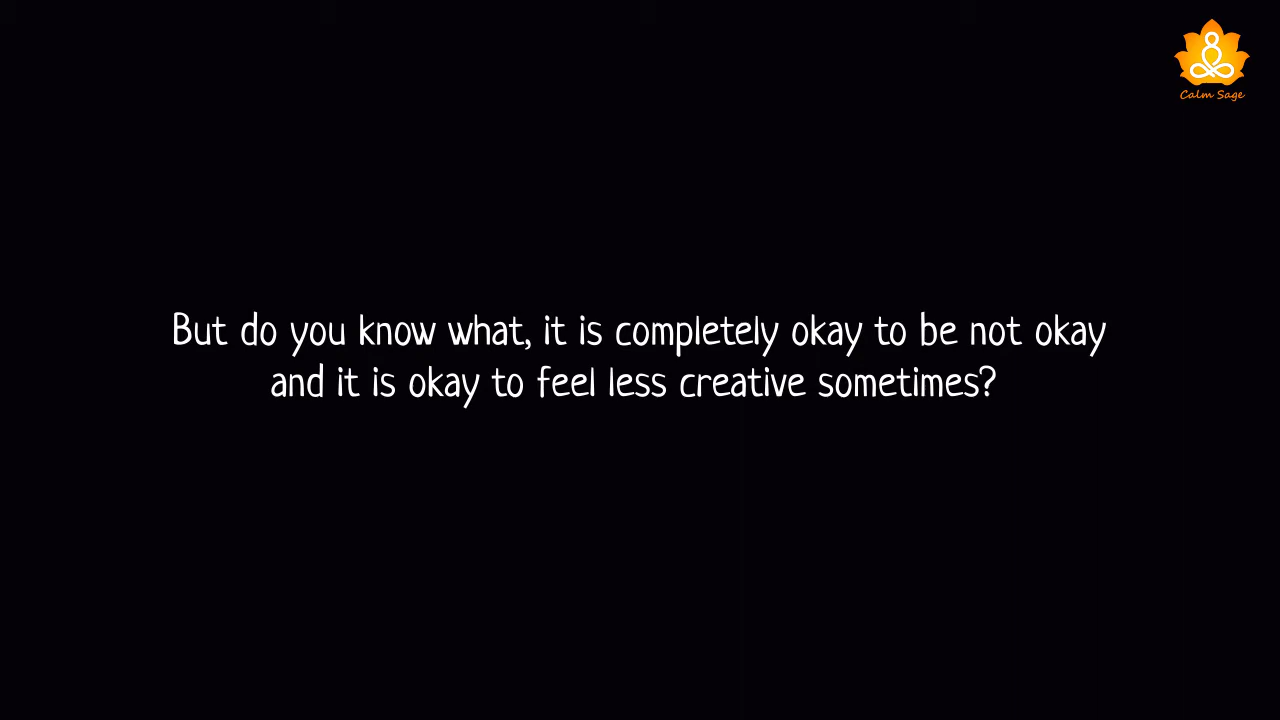 Calm Sage
But do you know what, it is completely okay to be not okay
and it is okay to feel less creative sometimes?